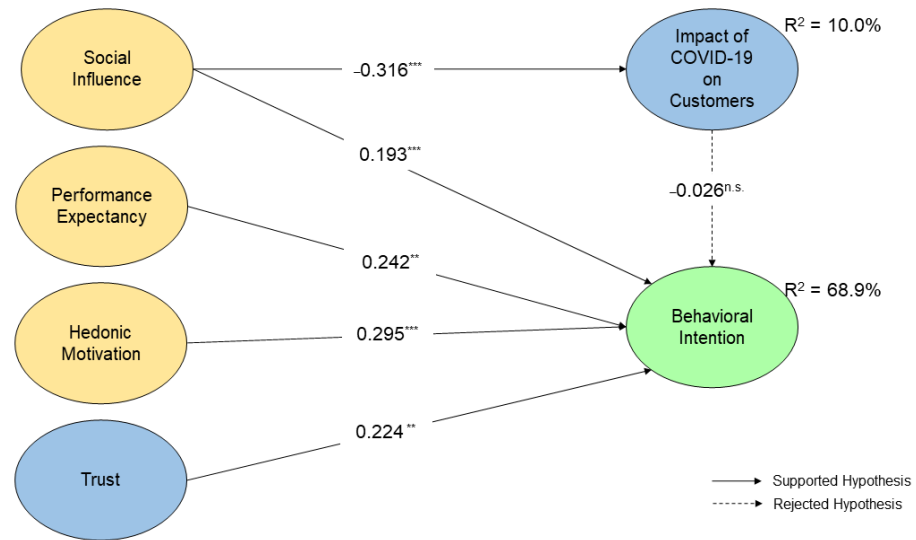 Social
Influence
–0.316***
Impact of
COVID-19
on
Customers
R² = 10.0%
0.193***
Performance
Expectancy
–0.026n.s.
0.242**
R² = 68.9%
Hedonic
Motivation
0.295***
Behavioral
Intention
0.224 **
Trust
Supported Hypothesis
Rejected Hypothesis